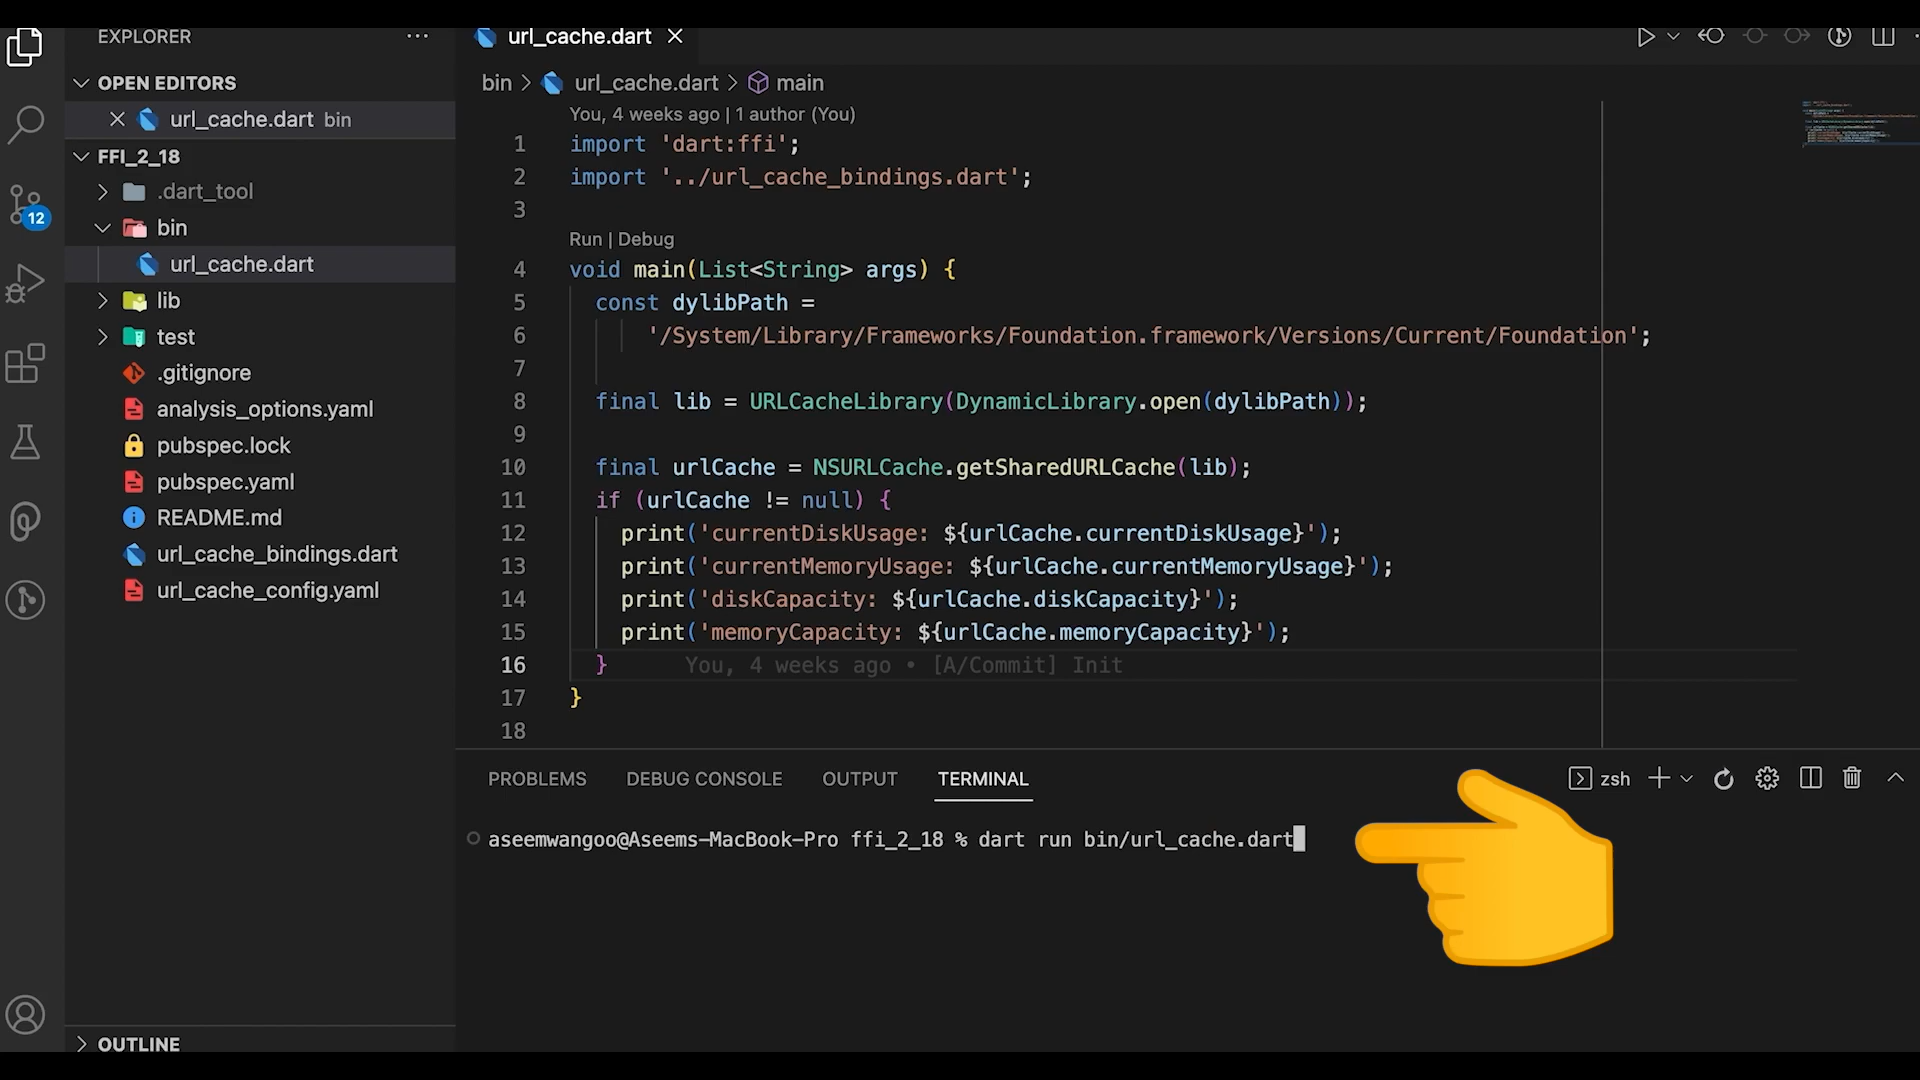 EXPLORER
OPEN EDITORS
url_cache.dart bin
FFI_2_18
.dart_tool
bin
url_cache.dart
lib
test
.gitignore
analysis_options.yaml
pubspec.lock
pubspec.yaml
README.md
url_cache_bindings.dart
url_cache_config.yaml
OUTLINE
12
url_cache.dart
bin > url_cache.dart > main
You, 4 weeks ago | 1 author (You)
1 import 'dart:ffi';
2 import '../url_cache_bindings.dart';
3
Run | Debug
4 void main(List<String> args) {
5 const dylibPath =
6 '/System/Library/Frameworks/Foundation.framework/Versions/Current/Foundation';
7
8 final lib = URLCacheLibrary(DynamicLibrary.open(dylibPath));
9
10 final urlCache = NSURLCache.getSharedURLCache(lib);
11 if (urlCache != null) {
12 print('currentDiskUsage: ${urlCache.currentDiskUsage}');
13 print('currentMemoryUsage: ${urlCache.currentMemoryUsage}');
14 print('diskCapacity: ${urlCache.diskCapacity}');
15 print('memoryCapacity: ${urlCache.memoryCapacity}');
16 } You, 4 weeks ago • [A/Commit] Init
17 }
18
PROBLEMS DEBUG CONSOLE OUTPUT TERMINAL zsh
aseemwangoo@Aseems-MacBook-Pro ffi_2_18 % dart run bin/url_cache.dart